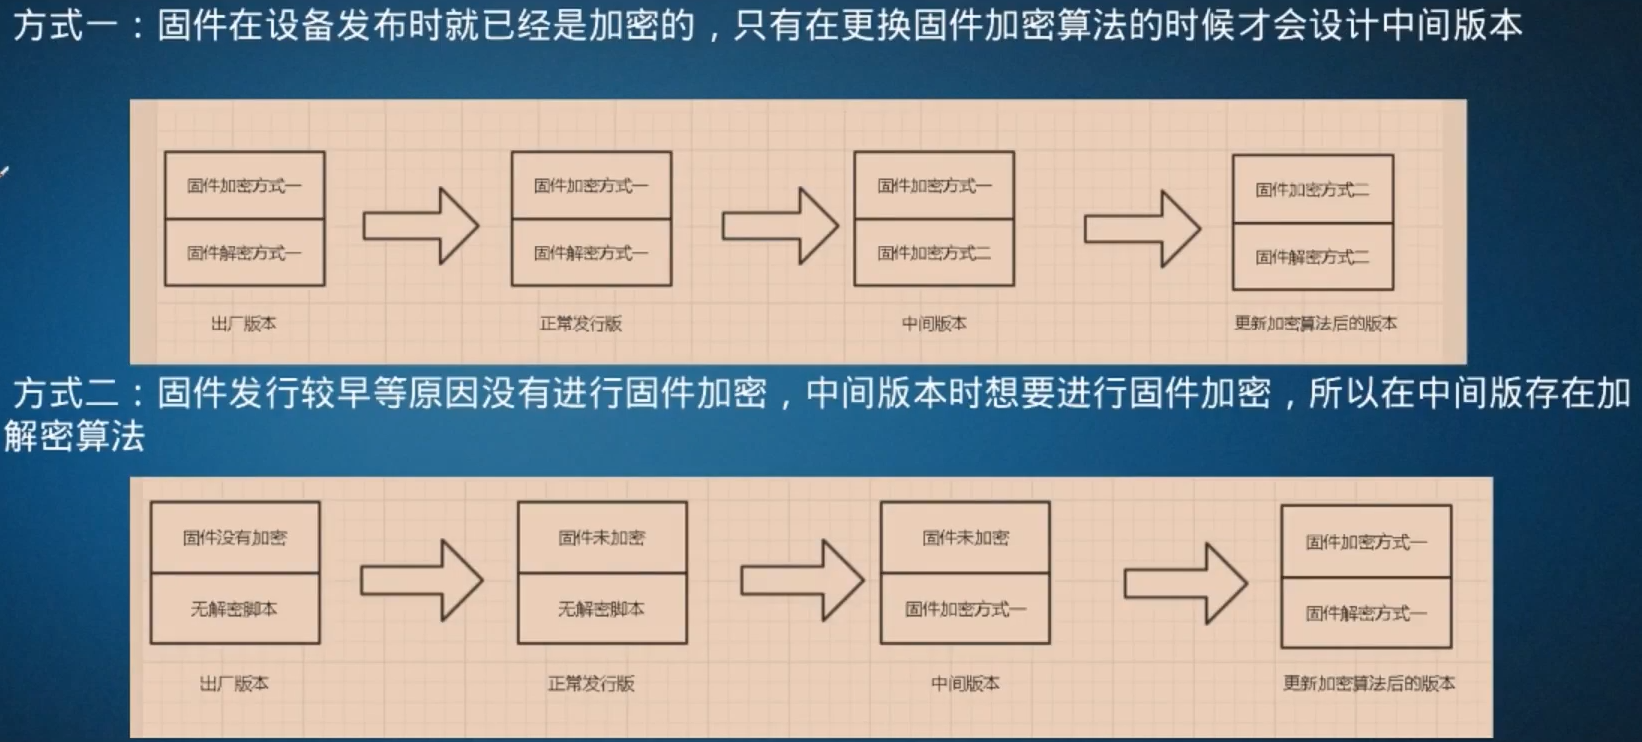 方式一：固件在设备发布时就已经是加密的，只有在更换固件加密算法的时候才会设计中间版本
固件加密方式一
固件解密方式一
出厂版本
固件加密方式一
固件解密方式一
正常发行版
固件加密方式一
固件加密方式二
中间版本
固件加密方式二
固件解密方式二
更新加密算法后的版本
方式二：固件发行较早等原因没有进行固件加密，中间版本时想要进行固件加密，所以在中间版存在加
解密算法
固件没有加密
无解密脚本
出厂版本
固件未加密
无解密脚本
正常发行版
固件未加密
固件加密方式一
中间版本
固件加密方式一
固件解密方式一
更新加密算法后的版本